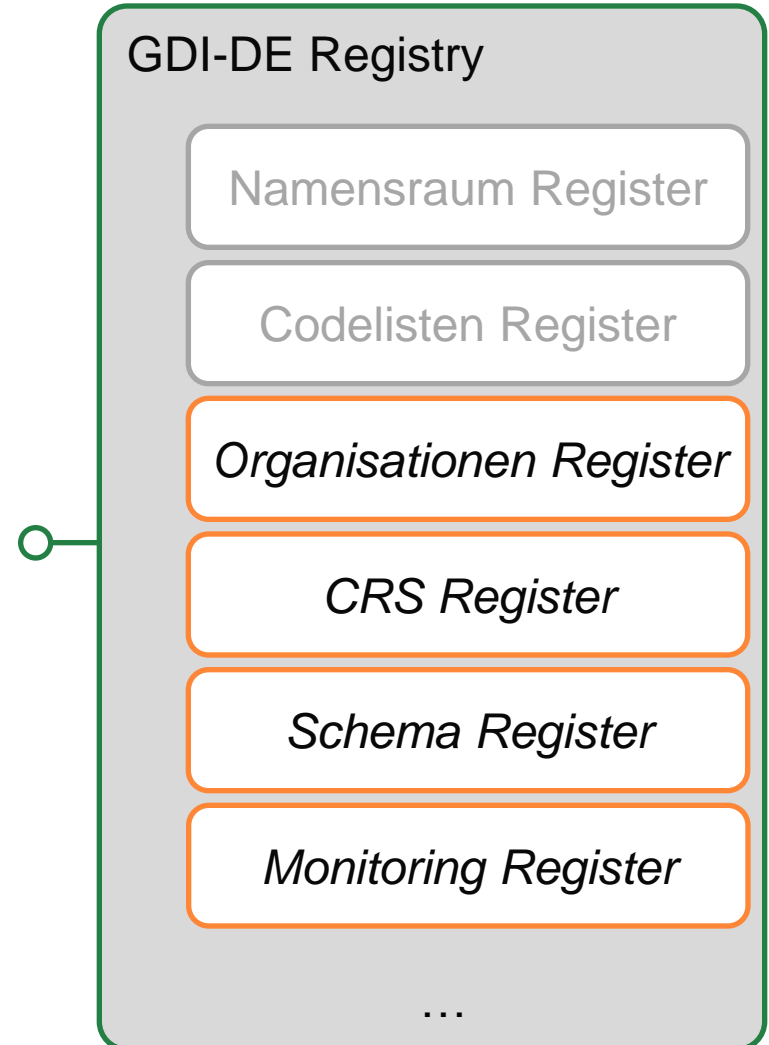 GDI-DE Registry
Namensraum Register
Codelisten Register
Organisationen Register
CRS Register
Schema Register
Monitoring Register
…